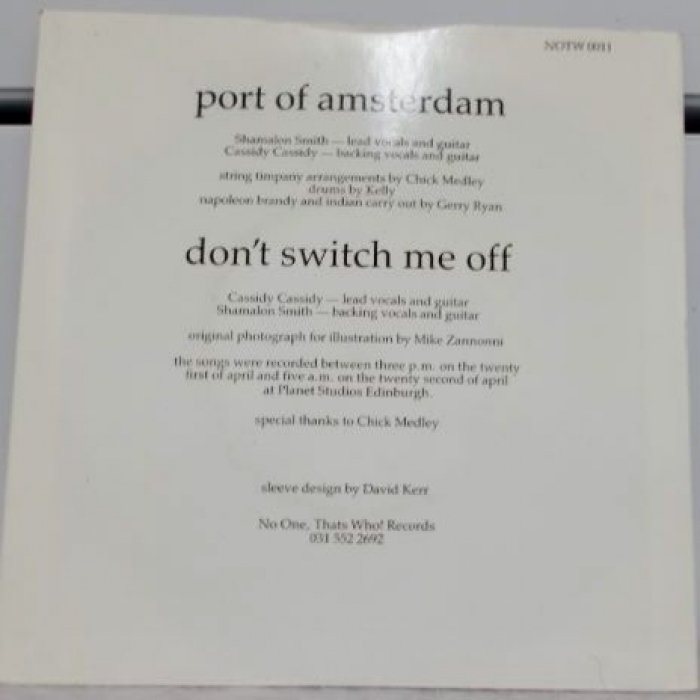 NOTW 0011
port of amsterdam
Shamalon Smith — lead vocals and guitar
Cassidy Cassidy — backing vocals and guitar
string timpany arrangements by Chick Medley
drums by Kelly
napoleon brandy and indian carry out by Gerry Ryan
don't switch me off
Cassidy Cassidy — lead vocals and guitar
Shamalon Smith — backing vocals and guitar
original photograph for illustration by Mike Zannonni
the songs were recorded between three p.m. on the twenty
first of april and five a.m. on the twenty second of april
at Planet Studios Edinburgh.
special thanks to Chick Medley
sleeve design by David Kerr
No One, Thats Who! Records
031 552 2692